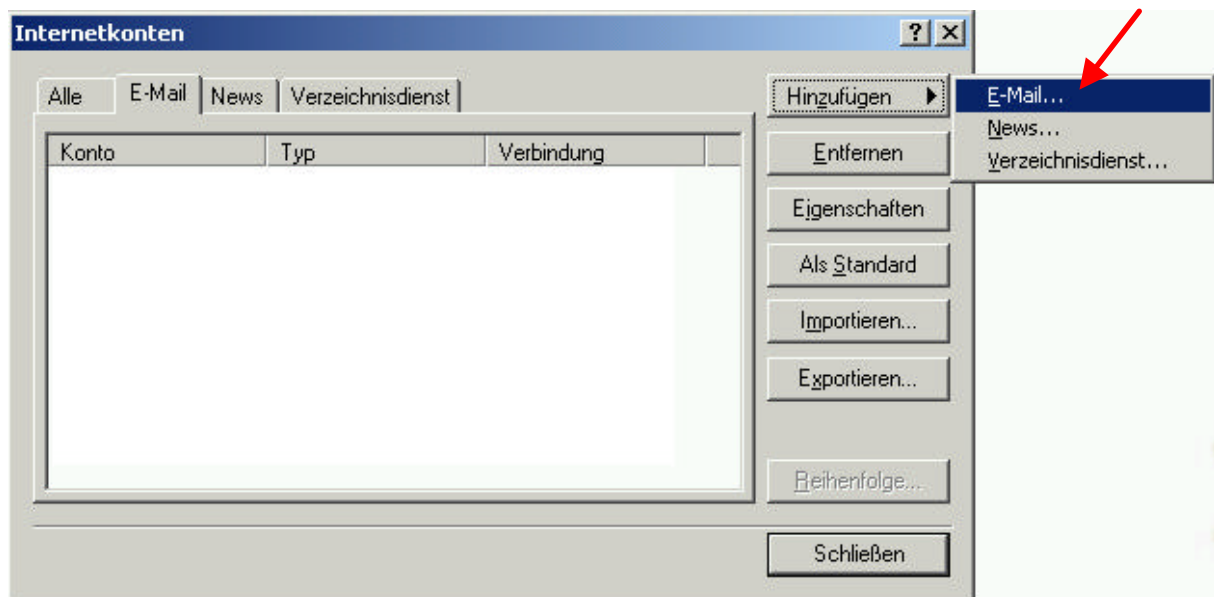 Internetkonten
Alle E-Mail News Verzeichnisdienst
Konto Typ Verbindung
Hinzufügen
Entfernen
Eigenschaften
Als Standard
Importieren...
Exportieren...
Reihenfolge...
Schließen
E-Mail...
News...
Verzeichnisdienst...